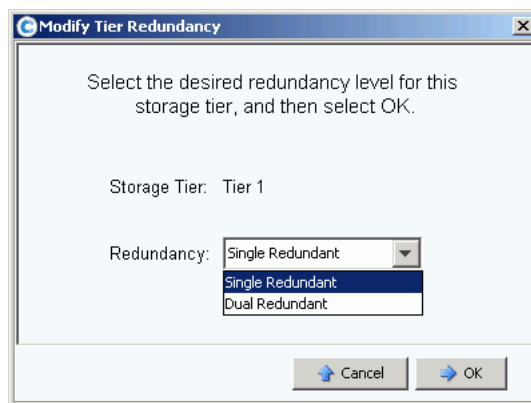 Modify Tier Redundancy
Select the desired redundancy level for this
storage tier, and then select OK.
Storage Tier: Tier 1
Redundancy: Single Redundant
Single Redundant
Dual Redundant
Cancel OK